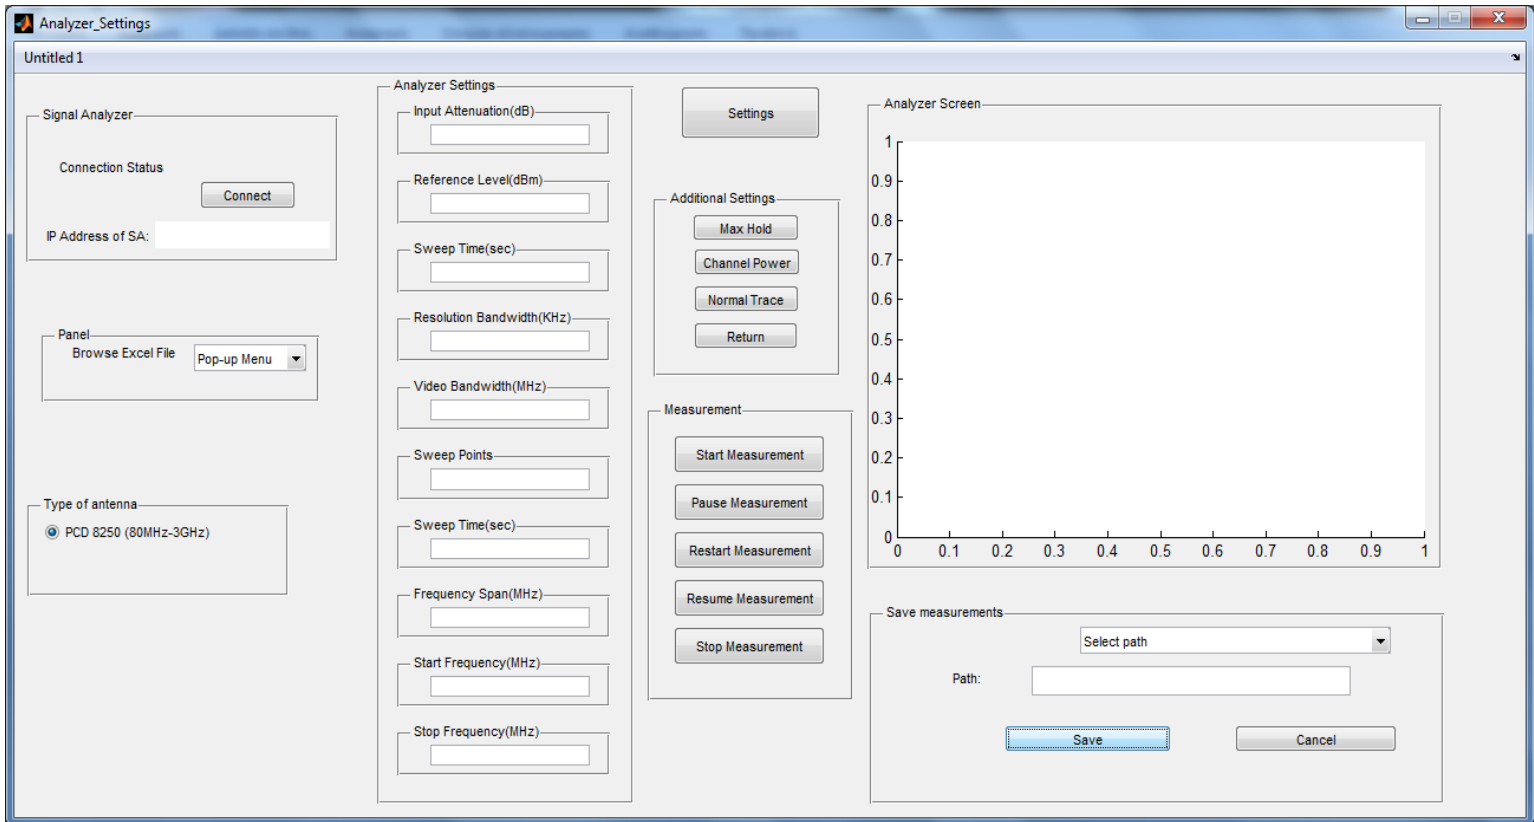 Analyzer_Settings
Untitled 1
Signal Analyzer
Connection Status
Connect
IP Address of SA:
Panel
Browse Excel File
Pop-up Menu
Type of antenna
PCD 8250 (80MHz-3GHz)
Analyzer Settings
Input Attenuation(dB)
Reference Level(dBm)
Sweep Time(sec)
Resolution Bandwidth(KHz)
Video Bandwidth(MHz)
Sweep Points
Sweep Time(sec)
Frequency Span(MHz)
Start Frequency(MHz)
Stop Frequency(MHz)
Settings
Additional Settings
Max Hold
Channel Power
Normal Trace
Return
Measurement
Start Measurement
Pause Measurement
Restart Measurement
Resume Measurement
Stop Measurement
Analyzer Screen
1
0.9
0.8
0.7
0.6
0.5
0.4
0.3
0.2
0.1
0
0 0.1 0.2 0.3 0.4 0.5 0.6 0.7 0.8 0.9 1
Save measurements
Select path
Path:
Save Cancel